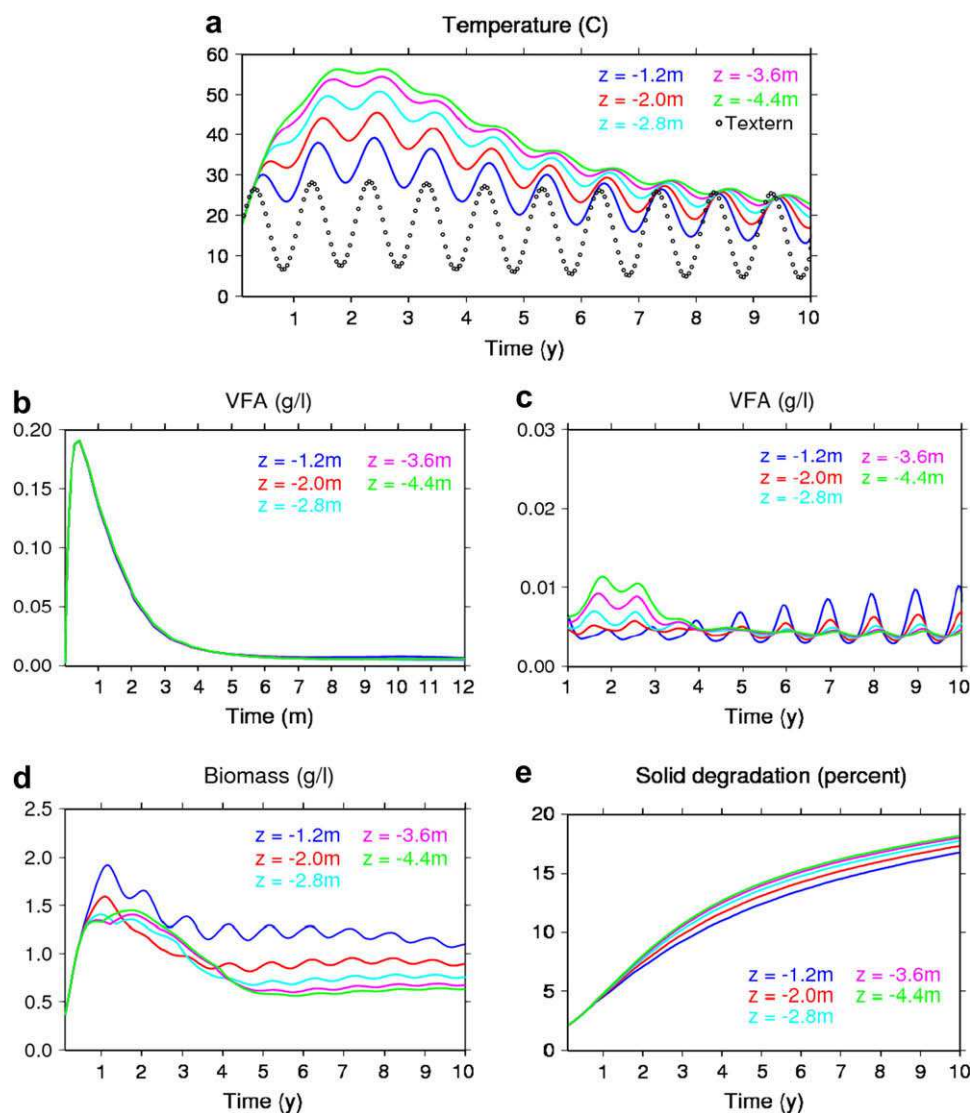 a
Temperature (C)
60
50
40
30
20
10
0
z = -1.2m z = -3.6m
z = -2.0m z = -4.4m
z = -2.8m Textern
1 2 3 4 5 6 7 8 9 10
Time (y)
b
VFA (g/l)
0.20
0.15
0.10
0.05
0.00
z = -1.2m z = -3.6m
z = -2.0m z = -4.4m
z = -2.8m
1 2 3 4 5 6 7 8 9 10 11 12
Time (m)
c
VFA (g/l)
0.03
0.02
0.01
0.00
z = -1.2m z = -3.6m
z = -2.0m z = -4.4m
z = -2.8m
1 2 3 4 5 6 7 8 9 10
Time (y)
d
Biomass (g/l)
2.5
2.0
1.5
1.0
0.5
0.0
z = -1.2m z = -3.6m
z = -2.0m z = -4.4m
z = -2.8m
1 2 3 4 5 6 7 8 9 10
Time (y)
e
Solid degradation (percent)
20
15
10
5
0
z = -1.2m z = -3.6m
z = -2.0m z = -4.4m
z = -2.8m
1 2 3 4 5 6 7 8 9 10
Time (y)